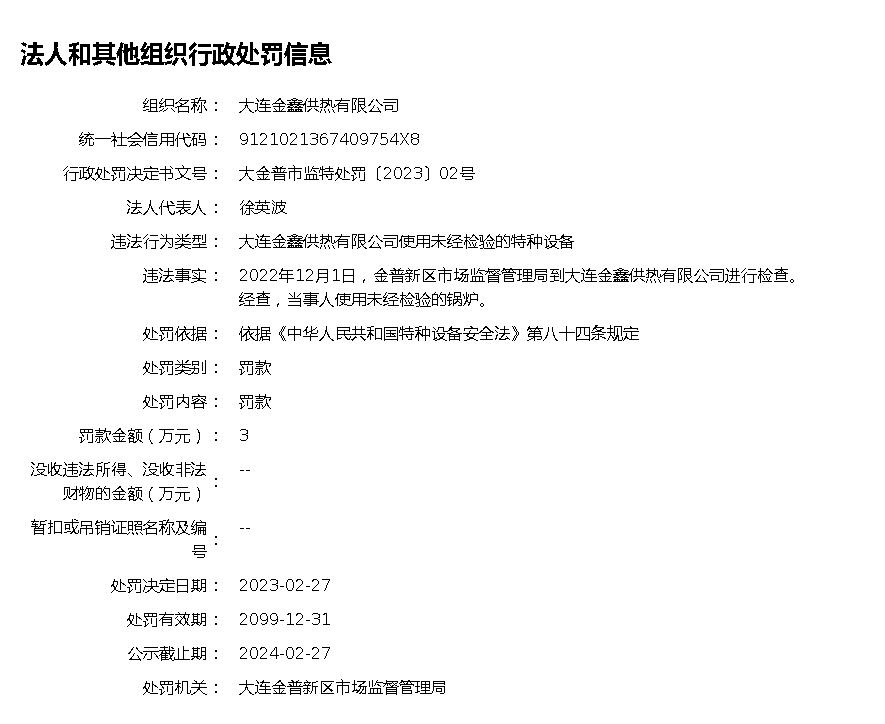 法人和其他组织行政处罚信息
组织名称： 大连金鑫供热有限公司
统一社会信用代码： 9121021367409754X8
行政处罚决定书文号： 大金普市监特处罚〔2023〕02号
法人代表人： 徐英波
违法行为类型： 大连金鑫供热有限公司使用未经检验的特种设备
违法事实： 2022年12月1日，金普新区市场监督管理局到大连金鑫供热有限公司进行检查。
经查，当事人使用未经检验的锅炉。
处罚依据： 依据《中华人民共和国特种设备安全法》第八十四条规定
处罚类别： 罚款
处罚内容： 罚款
罚款金额（万元）： 3
没收违法所得、没收非法
财物的金额（万元）： --
暂扣或吊销证照名称及编
号： --
处罚决定日期： 2023-02-27
处罚有效期： 2099-12-31
公示截止期： 2024-02-27
处罚机关： 大连金普新区市场监督管理局